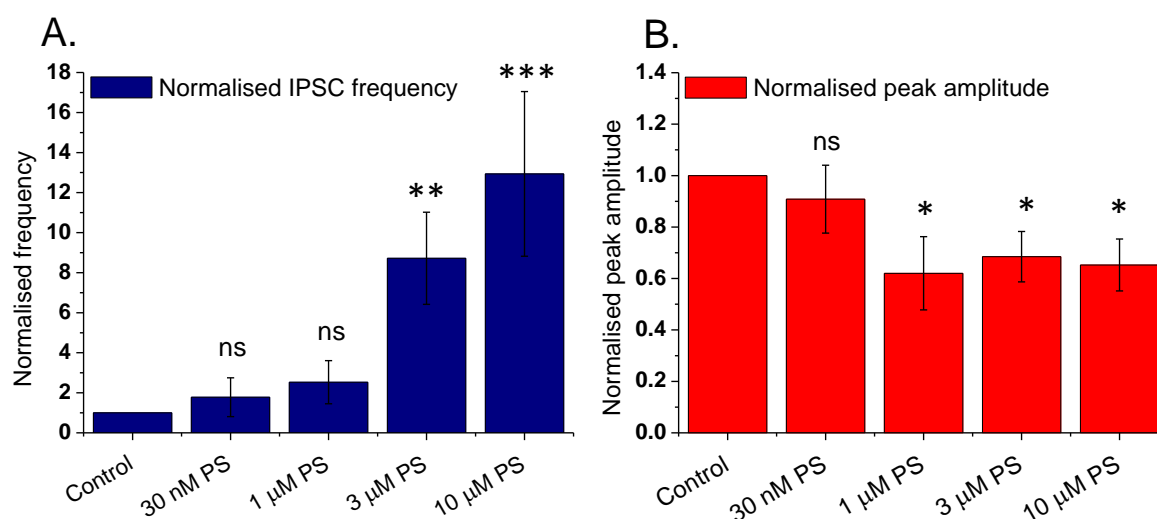 A.
Normalised IPSC frequency
Normalised frequency
18
16
14
12
10
8
6
4
2
0
ns
ns
**
***
Control
30 nM PS
1 μM PS
3 μM PS
10 μM PS
B.
Normalised peak amplitude
Normalised peak amplitude
1.4
1.2
1.0
0.8
0.6
0.4
0.2
0.0
ns
*
*
*
Control
30 nM PS
1 μM PS
3 μM PS
10 μM PS